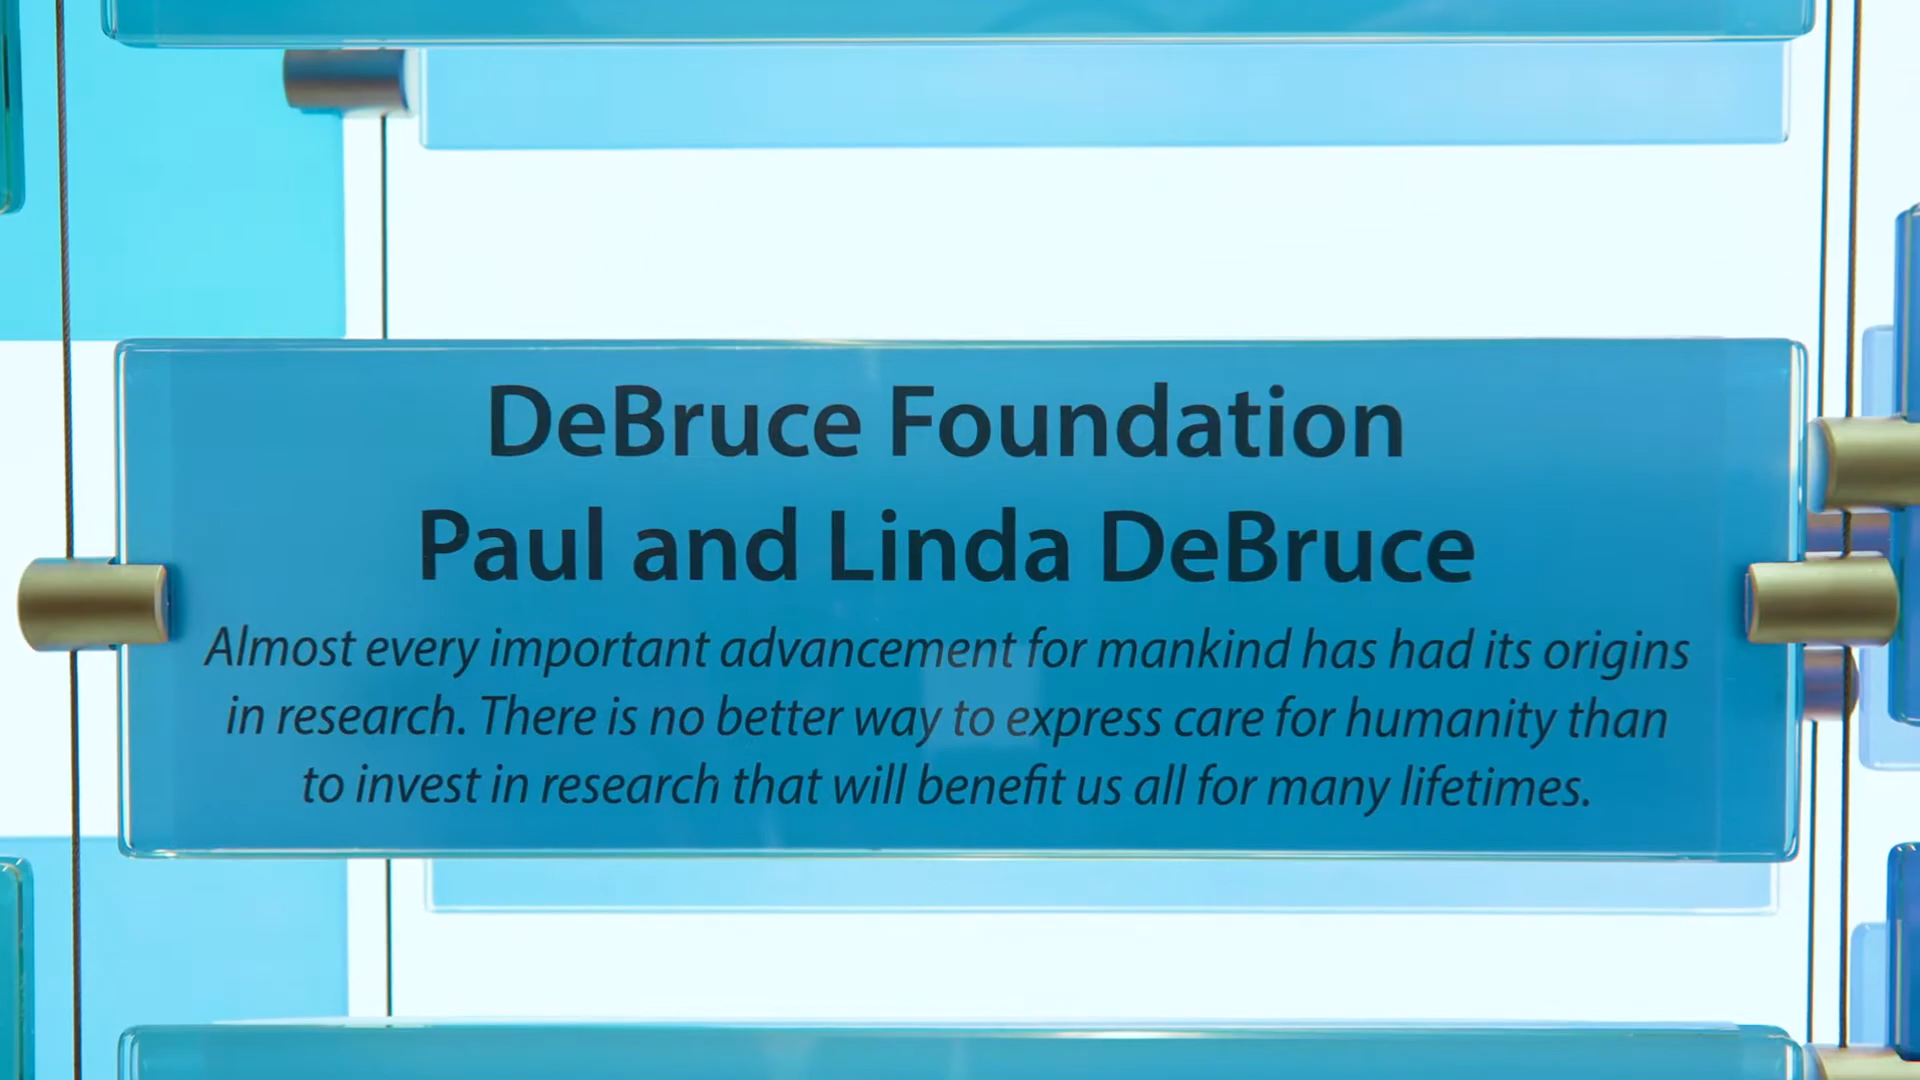 DeBruce Foundation
Paul and Linda DeBruce
Almost every important advancement for mankind has had its origins
in research. There is no better way to express care for humanity than
to invest in research that will benefit us all for many lifetimes.